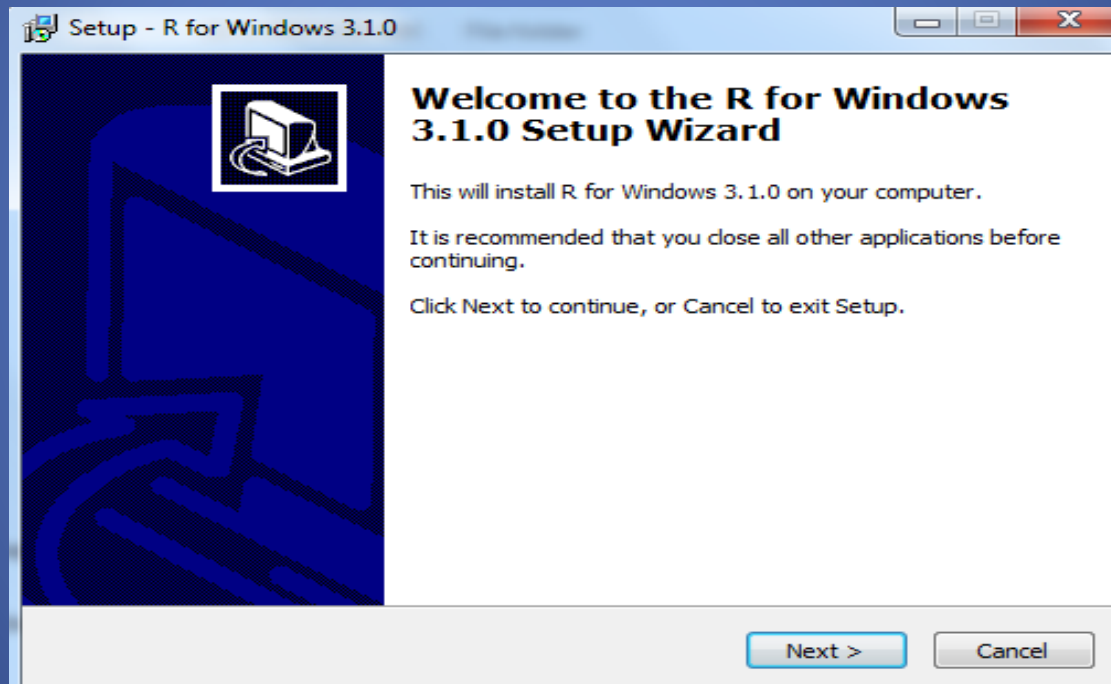 Setup - R for Windows 3.1.0
Welcome to the R for Windows
3.1.0 Setup Wizard
This will install R for Windows 3.1.0 on your computer.
It is recommended that you close all other applications before
continuing.
Click Next to continue, or Cancel to exit Setup.
Next >
Cancel